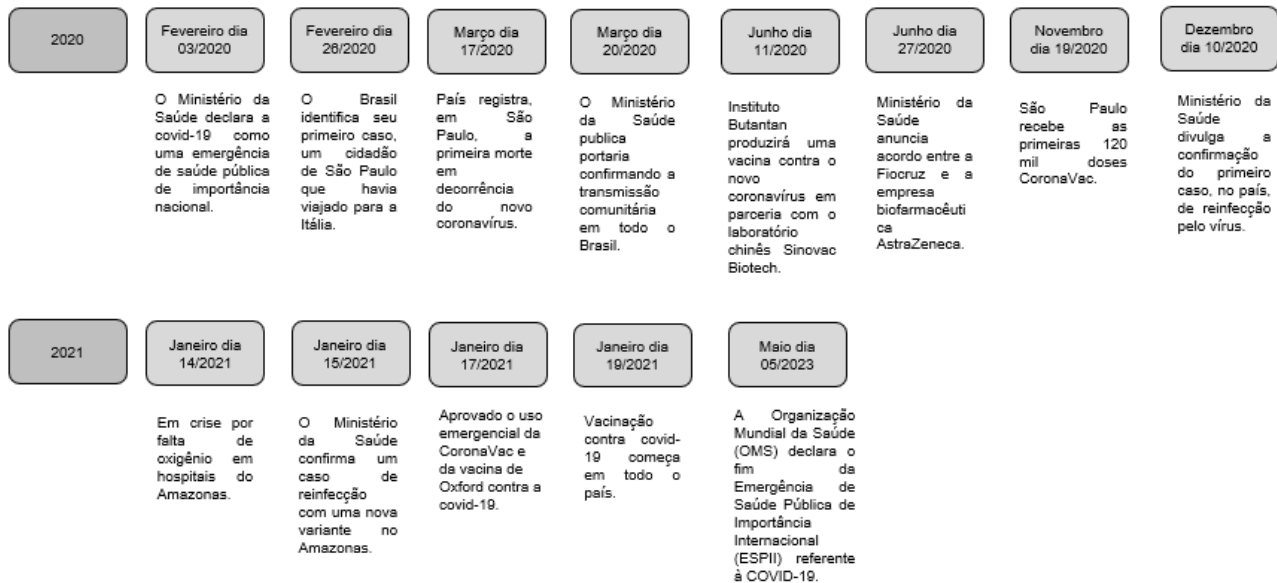 2020
Fevereiro dia
03/2020
O Ministério da
Saúde declara a
covid-19 como
uma emergência
de saúde pública
de importância
nacional.
Fevereiro dia
26/2020
O Brasil
identifica seu
primeiro caso,
um cidadão
de São Paulo
que havia
viajado para a
Itália.
Março dia
17/2020
País registra,
em São
Paulo, a
primeira morte
em
decorrência
do novo
coronavírus.
Março dia
20/2020
O Ministério
da Saúde
publica
portaria
confirmando a
transmissão
comunitária
em todo o
Brasil.
Junho dia
11/2020
Instituto
Butantan
produzirá uma
vacina contra o
novo
coronavírus em
parceria com o
laboratório
chinês Sinovac
Biotech.
Junho dia
27/2020
Ministério da
Saúde
anuncia
acordo entre a
Fiocruz e a
empresa
biofarmacêuti
ca
AstraZeneca.
Novembro
dia 19/2020
São Paulo
recebe as
primeiras 120
mil doses
CoronaVac.
Dezembro
dia 10/2020
Ministério da
Saúde
divulga a
confirmação
do primeiro
caso, no país,
de reinfecção
pelo vírus.
2021
Janeiro dia
14/2021
Em crise por
falta de
oxigênio em
hospitais do
Amazonas.
Janeiro dia
15/2021
O Ministério
da Saúde
confirma um
caso de
reinfecção
com uma nova
variante no
Amazonas.
Janeiro dia
17/2021
Aprovado o uso
emergencial da
CoronaVac e
da vacina de
Oxford contra a
covid-19.
Janeiro dia
19/2021
Vacinação
contra covid-
19 começa
em todo o
país.
Maio dia
05/2023
A Organização
Mundial da Saúde
(OMS) declara o
fim da
Emergência de
Saúde Pública de
Importância
Internacional
(ESPII) referente
à COVID-19.